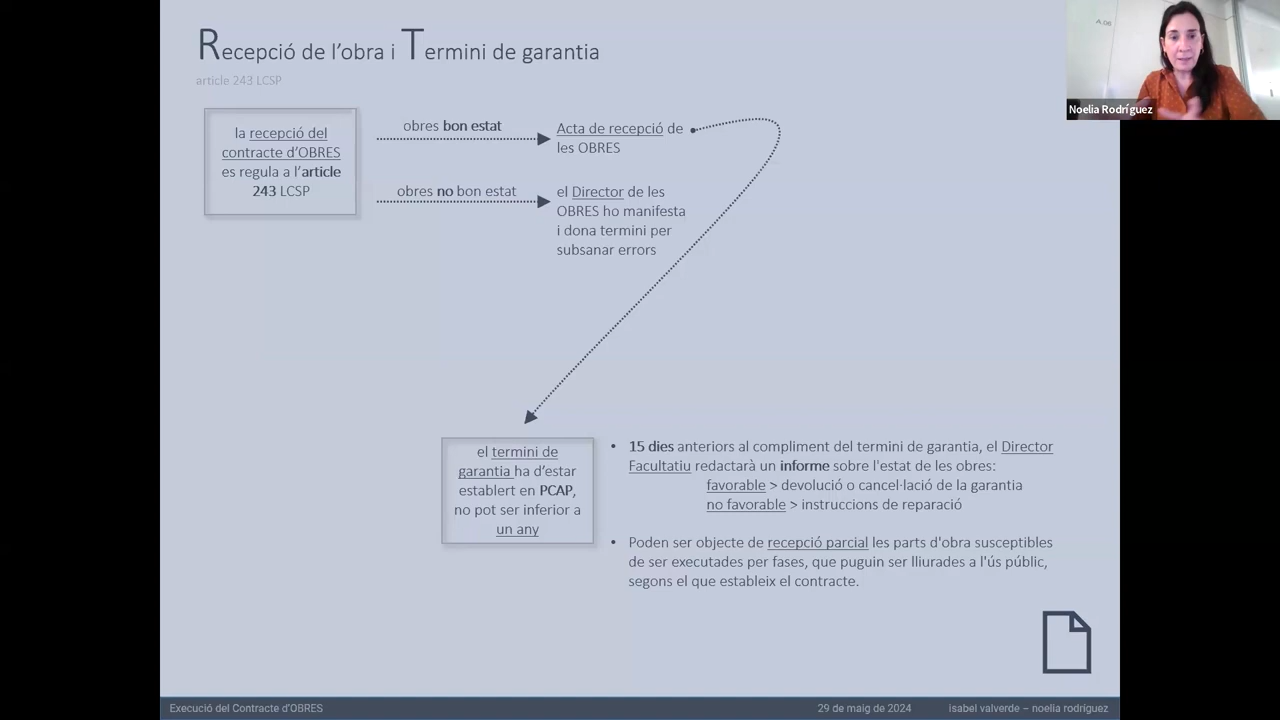 Recepció de l'obra i Termini de garantia
article 243 LCSP
la recepció del
contracte d'OBRES
es regula a l'article
243 LCSP
obres bon estat
Acta de recepció de
les OBRES
obres no bon estat
el Director de les
OBRES ho manifesta
i dona termini per
subsanar errors
el termini de
garantia ha d'estar
establert en PCAP,
no pot ser inferior a
un any
• 15 dies anteriors al compliment del termini de garantia, el Director
Facultatiu redactarà un informe sobre l'estat de les obres:
favorable > devolució o cancel·lació de la garantia
no favorable > instruccions de reparació
• Poden ser objecte de recepció parcial les parts d'obra susceptibles
de ser executades per fases, que puguin ser lliurades a l'ús públic,
segons el que estableix el contracte.
Execució del Contracte d'OBRES
29 de maig de 2024
isabel valverde – noelia rodríguez
Noelia Rodríguez